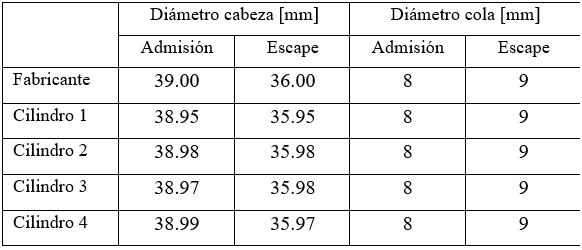 Diámetro cabeza [mm] Diámetro cola [mm]
Admisión Escape Admisión Escape
Fabricante 39.00 36.00 8 9
Cilindro 1 38.95 35.95 8 9
Cilindro 2 38.98 35.98 8 9
Cilindro 3 38.97 35.98 8 9
Cilindro 4 38.99 35.97 8 9